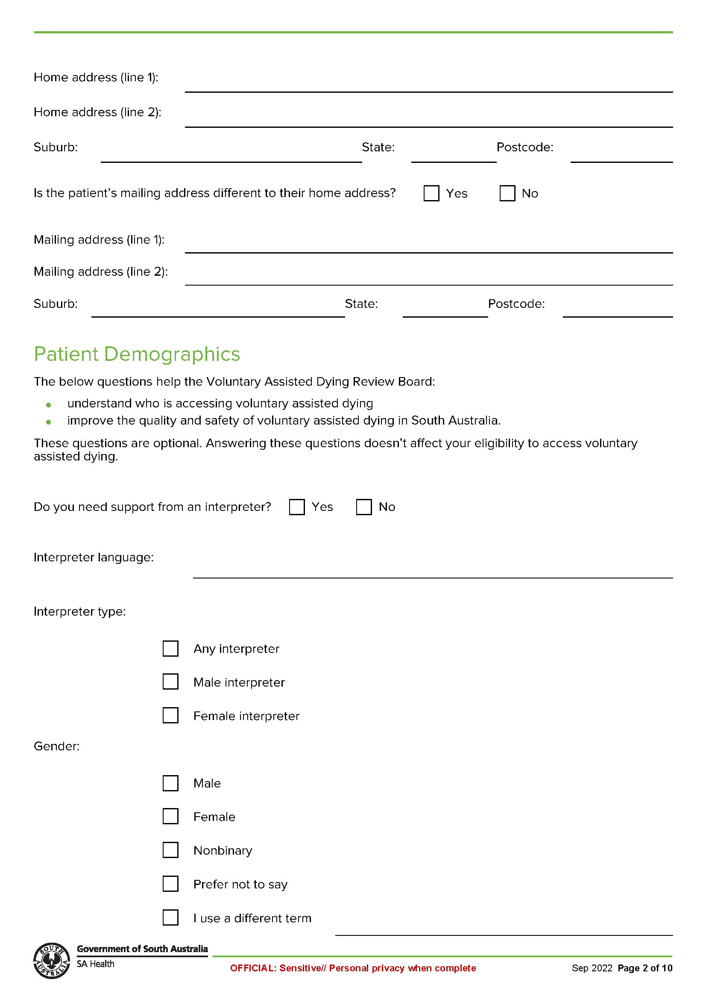 Home address (line 1):
Home address (line 2):
Suburb: State: Postcode:
Is the patient’s mailing address different to their home address? Yes No
Mailing address (line 1):
Mailing address (line 2):
Suburb: State: Postcode:
Patient Demographics
The below questions help the Voluntary Assisted Dying Review Board:
• understand who is accessing voluntary assisted dying
• improve the quality and safety of voluntary assisted dying in South Australia.
These questions are optional. Answering these questions doesn’t affect your eligibility to access voluntary
assisted dying.
Do you need support from an interpreter? Yes No
Interpreter language:
Interpreter type:
Any interpreter
Male interpreter
Female interpreter
Gender:
Male
Female
Nonbinary
Prefer not to say
I use a different term
SOUTH AUSTRALIA
Government of South Australia
SA Health
OFFICIAL: Sensitive// Personal privacy when complete
Sep 2022 Page 2 of 10